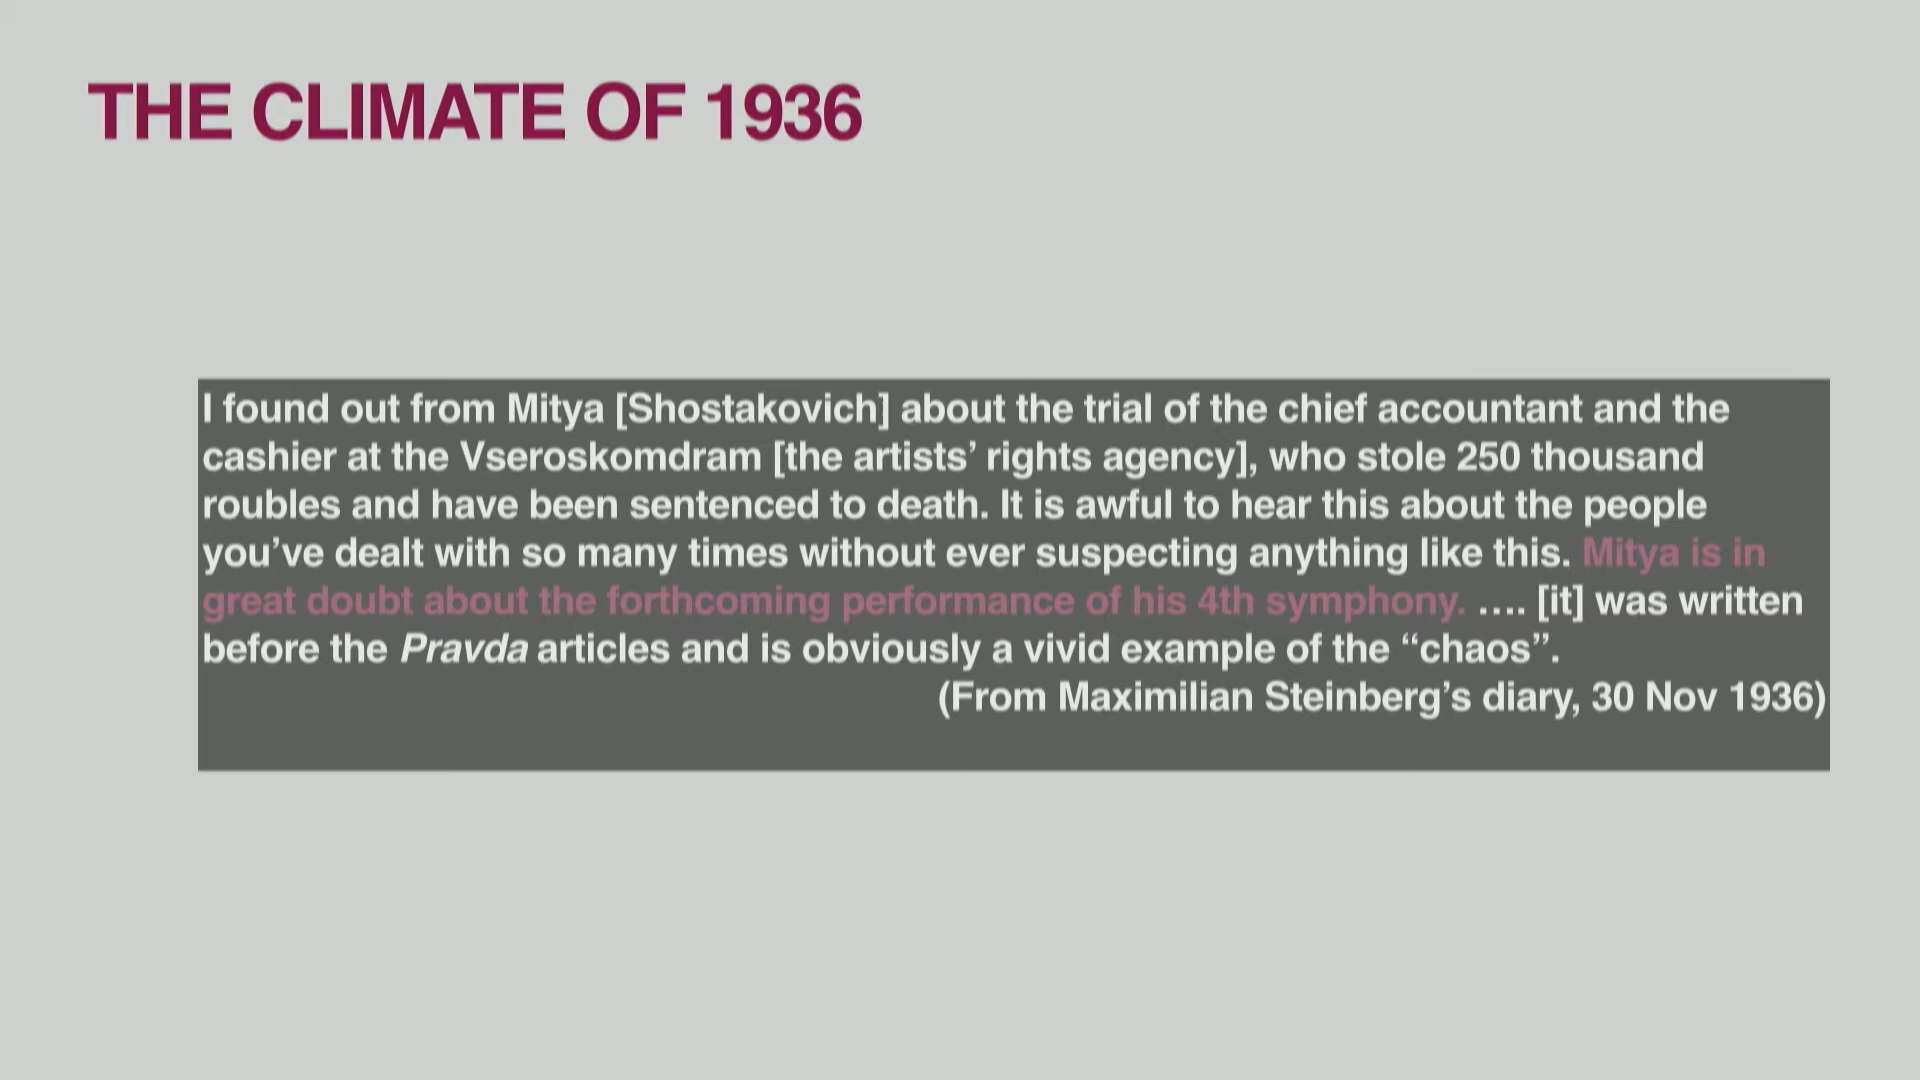 THE CLIMATE OF 1936
I found out from Mitya [Shostakovich] about the trial of the chief accountant and the
cashier at the Vseroskomdram [the artists’ rights agency], who stole 250 thousand
roubles and have been sentenced to death. It is awful to hear this about the people
you’ve dealt with so many times without ever suspecting anything like this. Mitya is in
great doubt about the forthcoming performance of his 4th symphony. …. [it] was written
before the Pravda articles and is obviously a vivid example of the “chaos”.
(From Maximilian Steinberg’s diary, 30 Nov 1936)